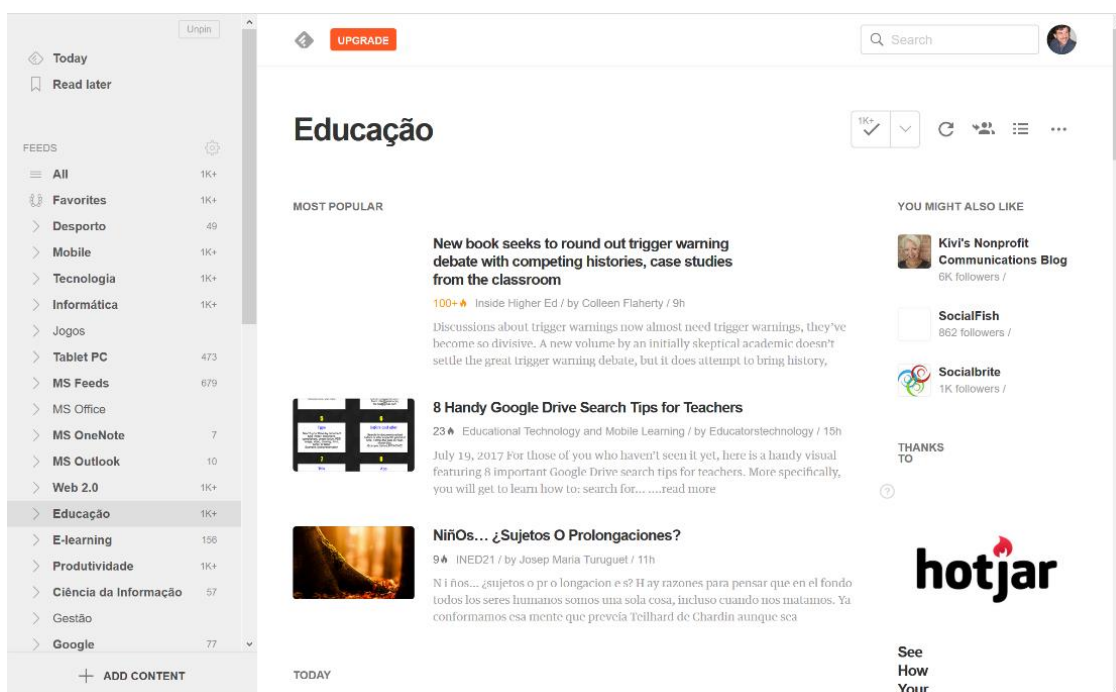 Unpin
Today
Read later
FEEDS
All 1K+
Favorites 1K+
Desporto 49
Mobile 1K+
Tecnologia 1K+
Informática 1K+
Jogos
Tablet PC 473
MS Feeds 679
MS Office
MS OneNote 7
MS Outlook 10
Web 2.0 1K+
Educação 1K+
E-learning 156
Produtividade 1K+
Ciência da Informação 57
Gestão
Google 77
ADD CONTENT
UPGRADE
Search
Educação
1K+
MOST POPULAR
New book seeks to round out trigger warning
debate with competing histories, case studies
from the classroom
100+ Inside Higher Ed / by Colleen Flaherty / 9h
Discussions about trigger warnings now almost need trigger warnings, they've
become so divisive. A new volume by an initially skeptical academic doesn't
settle the great trigger warning debate, but it does attempt to bring history,
8 Handy Google Drive Search Tips for Teachers
23 Educational Technology and Mobile Learning / by Educatorstechnology / 15h
July 19, 2017 For those of you who haven't seen it yet, here is a handy visual
featuring 8 important Google Drive search tips for teachers. More specifically,
you will get to learn how to: search for... ....read more
NiñOs… ¿Sujetos O Prolongaciones?
9 INED21 / by Josep Maria Turuguet / 11h
N i ños... ¿sujetos o pr o longacion e s? H ay razones para pensar que en el fondo
todos los seres humanos somos una sola cosa, incluso cuando nos matamos. Ya
conformamos esa mente que preveía Teilhard de Chardin aunque sea
TODAY
YOU MIGHT ALSO LIKE
Kivi's Nonprofit
Communications Blog
6K followers /
SocialFish
862 followers /
Socialbrite
1K followers /
THANKS
TO
?
hotjar
See
How
Your